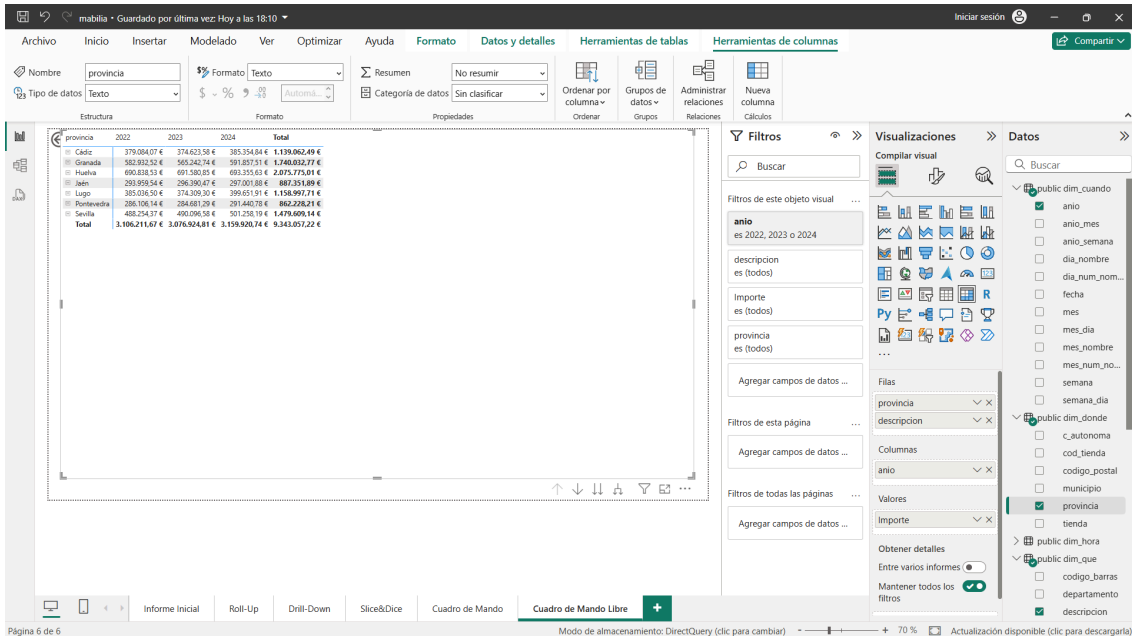 mabilia • Guardado por última vez: Hoy a las 18:10
Iniciar sesión
Archivo Inicio Insertar Modelado Ver Optimizar Ayuda Formato Datos y detalles Herramientas de tablas Herramientas de columnas Compartir
Nombre provincia
Tipo de datos Texto
Estructura
Formato Texto
$ % Automá...
Formato
Resumen No resumir
Categoría de datos Sin clasificar
Propiedades
Ordenar por columna
Ordenar
Grupos de datos
Grupos
Administrar relaciones
Relaciones
Nueva columna
Cálculos
provincia 2022 2023 2024 Total
Cádiz 379.084,07 € 374.623,58 € 385.354,84 € 1.139.062,49 €
Granada 582.932,52 € 565.242,74 € 591.857,51 € 1.740.032,77 €
Huelva 690.838,53 € 691.580,85 € 693.355,63 € 2.075.775,01 €
Jaén 293.959,54 € 296.390,47 € 297.001,88 € 887.351,89 €
Lugo 385.036,50 € 374.309,30 € 399.651,91 € 1.158.997,71 €
Pontevedra 286.106,14 € 284.681,29 € 291.440,78 € 862.228,21 €
Sevilla 488.254,37 € 490.096,58 € 501.258,19 € 1.479.609,14 €
Total 3.106.211,67 € 3.076.924,81 € 3.159.920,74 € 9.343.057,22 €
Filtros
Buscar
Filtros de este objeto visual ...
anio
es 2022, 2023 o 2024
descripcion
es (todos)
Importe
es (todos)
provincia
es (todos)
Agregar campos de datos ...
Filtros de esta página ...
Agregar campos de datos ...
Filtros de todas las páginas ...
Agregar campos de datos ...
Visualizaciones
Compilar visual
123
R
Py
...
Filas
provincia
descripcion
Columnas
anio
Valores
Importe
Obtener detalles
Entre varios informes
Mantener todos los filtros
Datos
Buscar
public dim_cuando
anio
anio_mes
anio_semana
dia_nombre
dia_num_nom...
fecha
mes
mes_dia
mes_nombre
mes_num_no...
semana
semana_dia
public dim_donde
c_autonoma
cod_tienda
codigo_postal
municipio
provincia
tienda
public dim_hora
public dim_que
codigo_barras
departamento
descripcion
Informe Inicial Roll-Up Drill-Down Slice&Dice Cuadro de Mando Cuadro de Mando Libre +
Página 6 de 6
Modo de almacenamiento: DirectQuery (clic para cambiar) - + 70 % Actualización disponible (clic para descargarla)